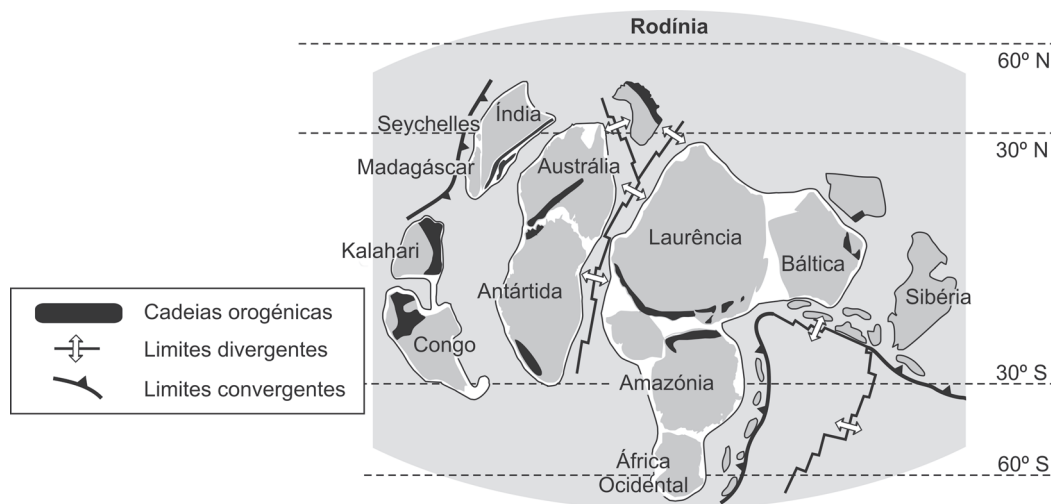 Rodínia
60º N
Índia
Seychelles
30º N
Madagáscar
Austrália
Kalahari
Laurência
Báltica
Antártida
Sibéria
Cadeias orogénicas
Limites divergentes
Congo
Limites convergentes
Amazónia
30º S
África
Ocidental
60º S